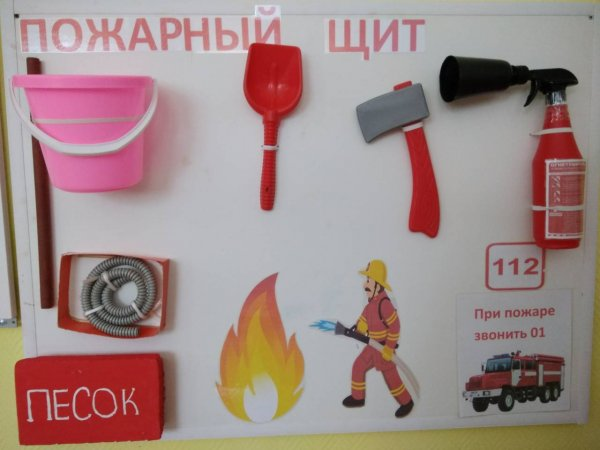 ПОЖАРНЫЙ ЩИТ
112
При пожаре
звонить 01
ПЕСОК